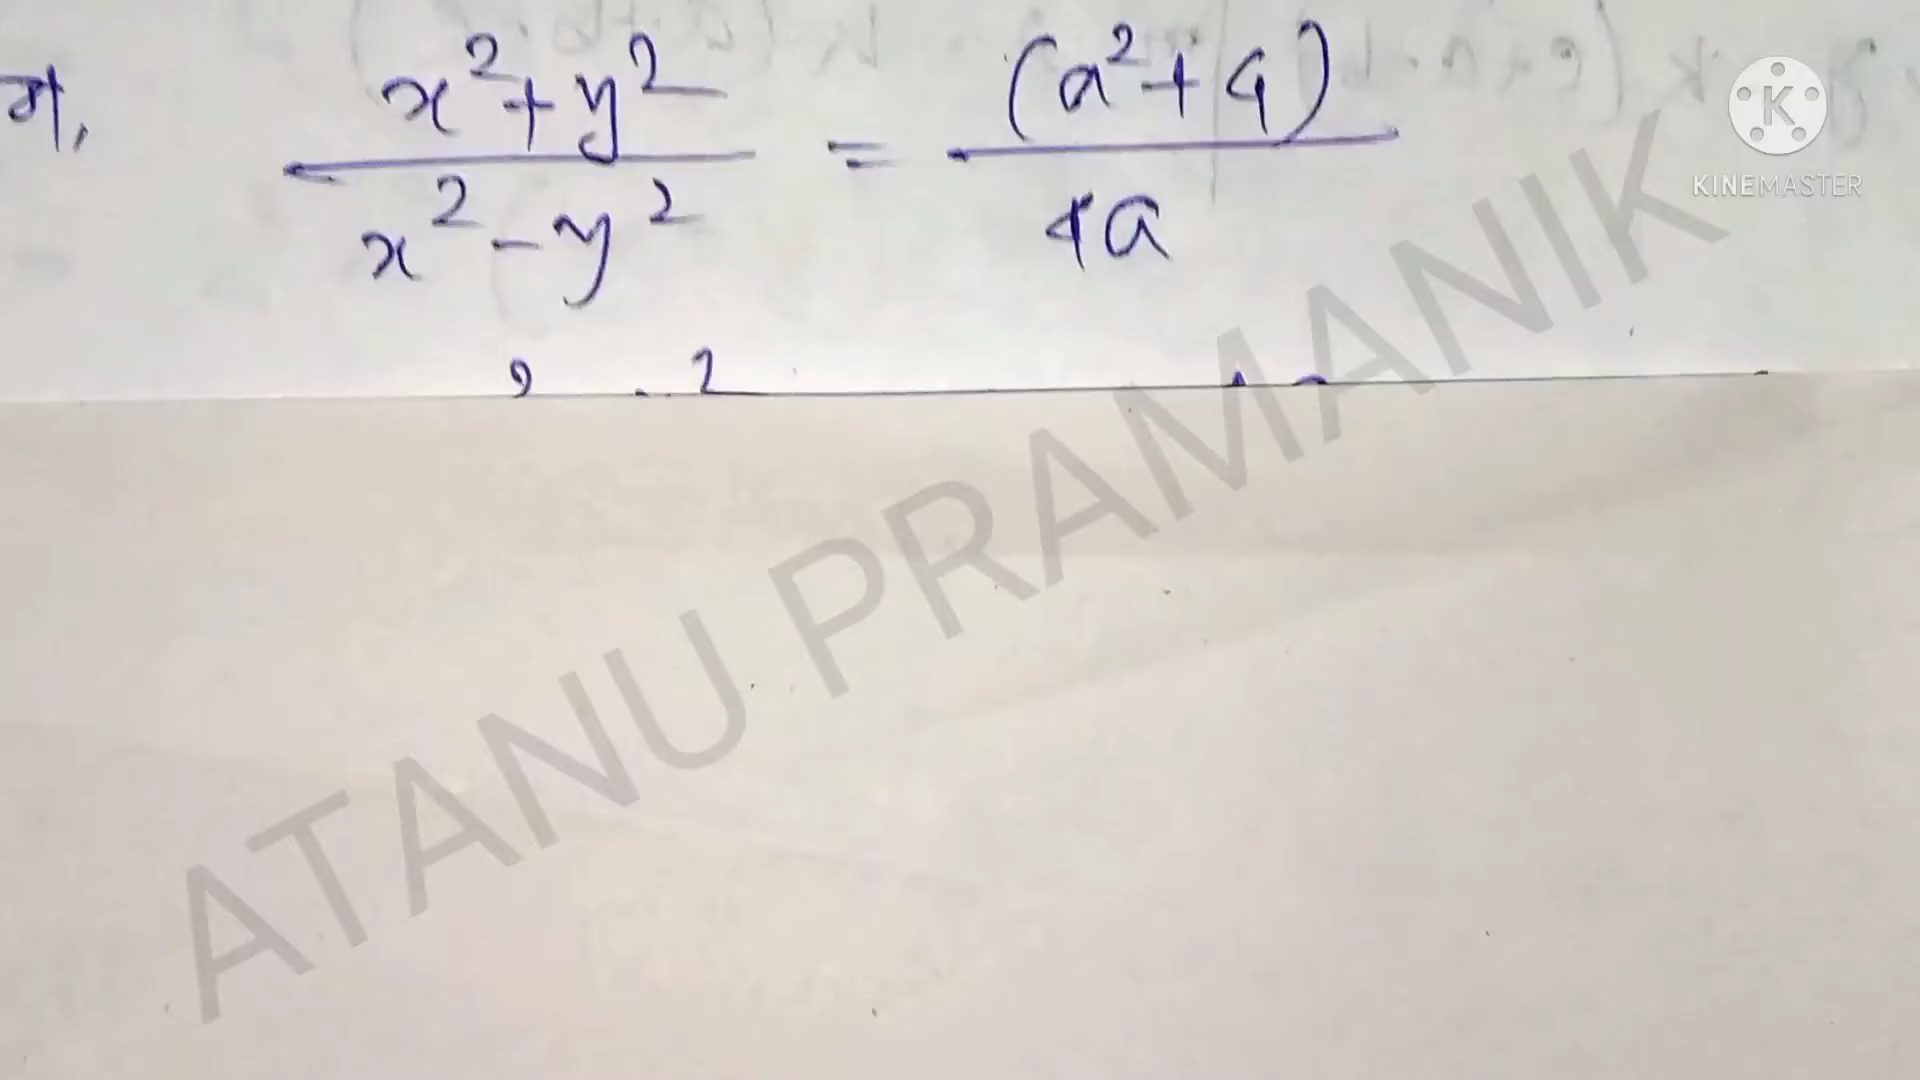 x² + y² / x² - y² = (a² + 4) / 4a
KINEMASTER
ATANU PRAMANIK